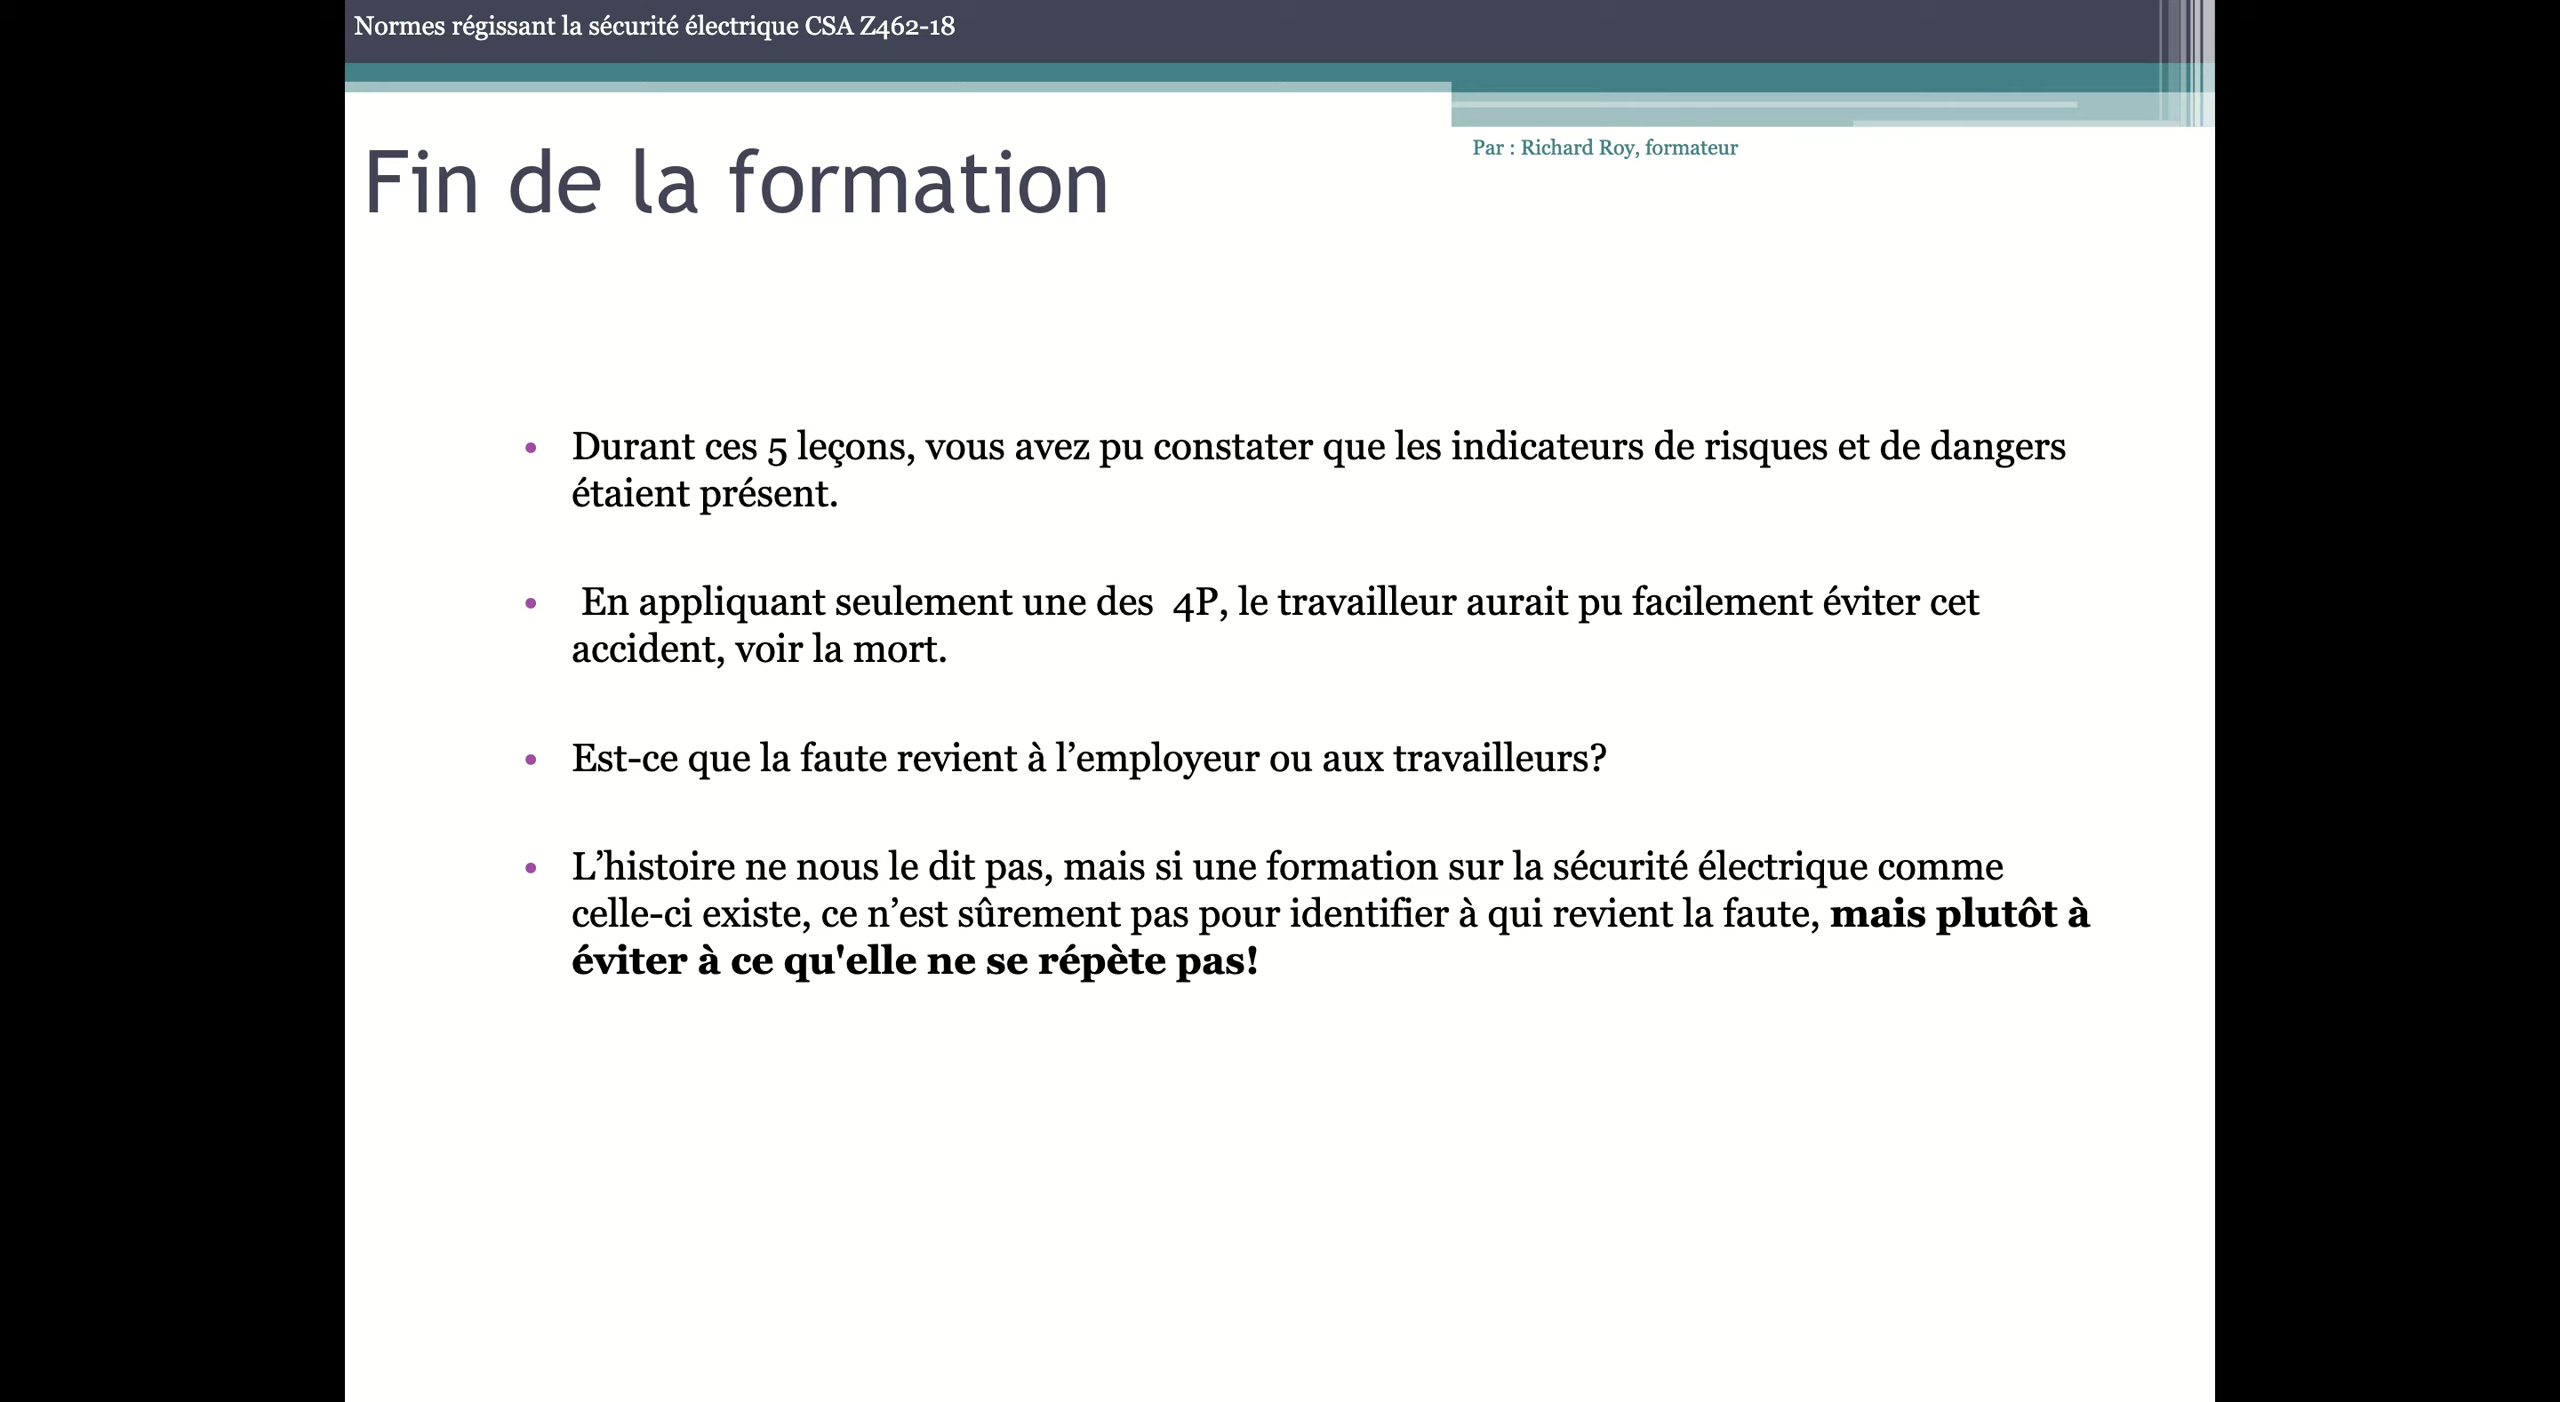 Normes régissant la sécurité électrique CSA Z462-18
Par : Richard Roy, formateur
Fin de la formation
• Durant ces 5 leçons, vous avez pu constater que les indicateurs de risques et de dangers
étaient présent.
• En appliquant seulement une des 4P, le travailleur aurait pu facilement éviter cet
accident, voir la mort.
• Est-ce que la faute revient à l’employeur ou aux travailleurs?
• L’histoire ne nous le dit pas, mais si une formation sur la sécurité électrique comme
celle-ci existe, ce n’est sûrement pas pour identifier à qui revient la faute, mais plutôt à
éviter à ce qu'elle ne se répète pas!